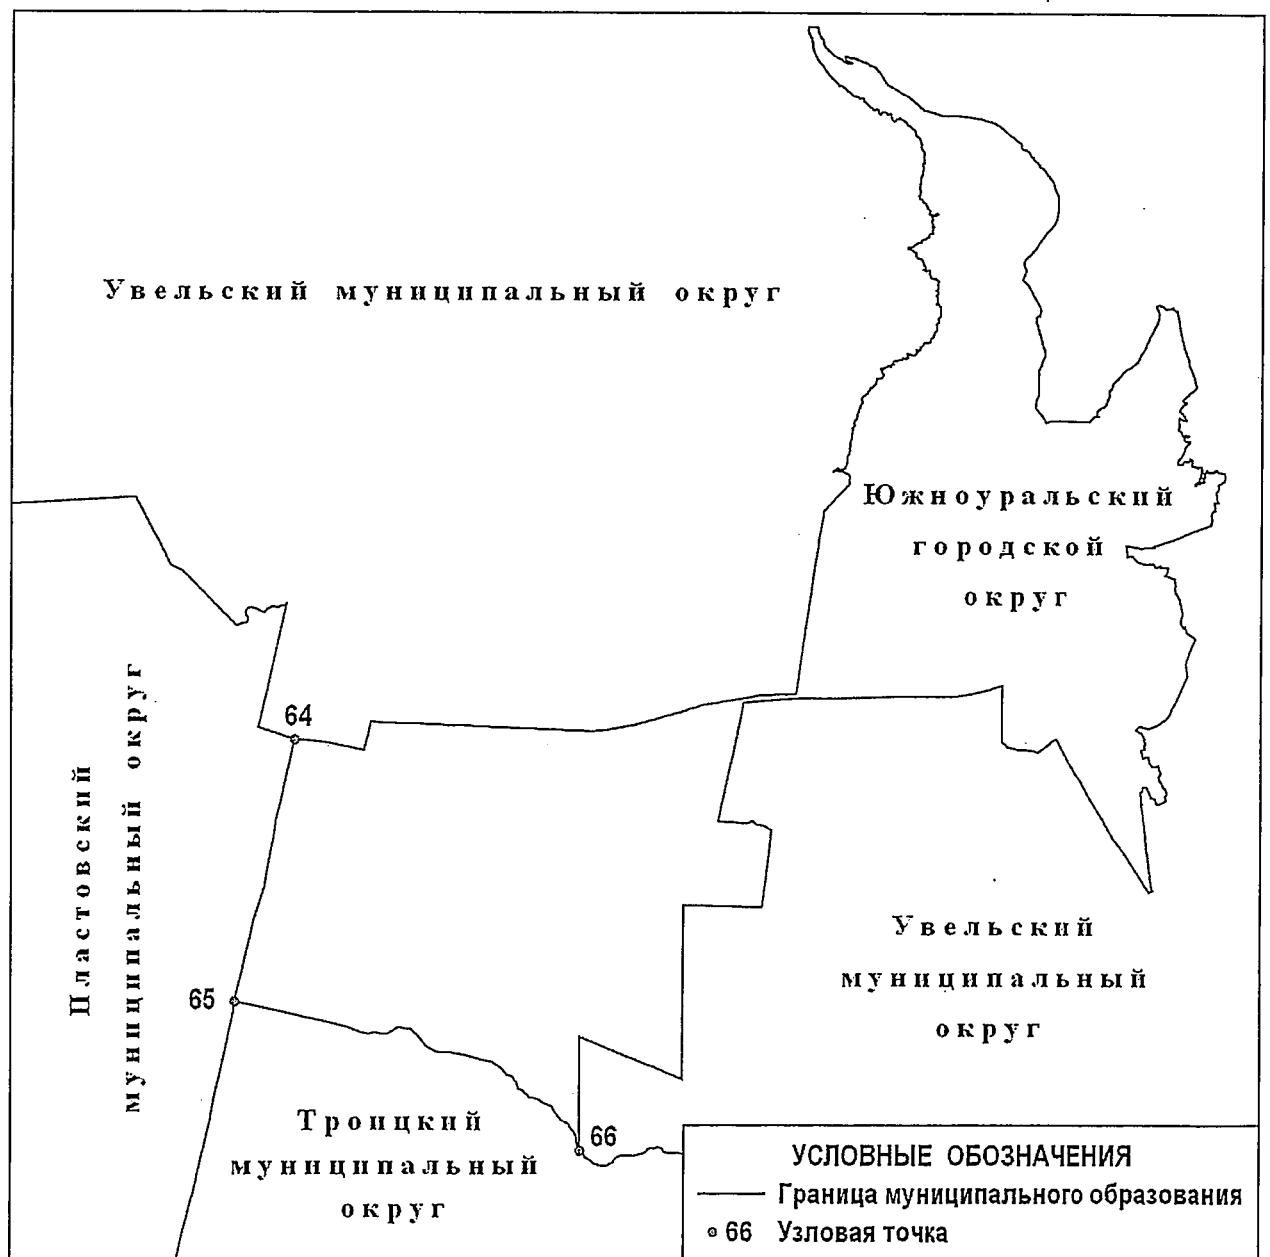 Увельский муниципальный округ
Южноуральский
городской
округ
64
Пластовский
муниципальный округ
65
Увельский
муниципальный
округ
Троицкий
муниципальный
округ
66
УСЛОВНЫЕ ОБОЗНАЧЕНИЯ
Граница муниципального образования
66 Узловая точка